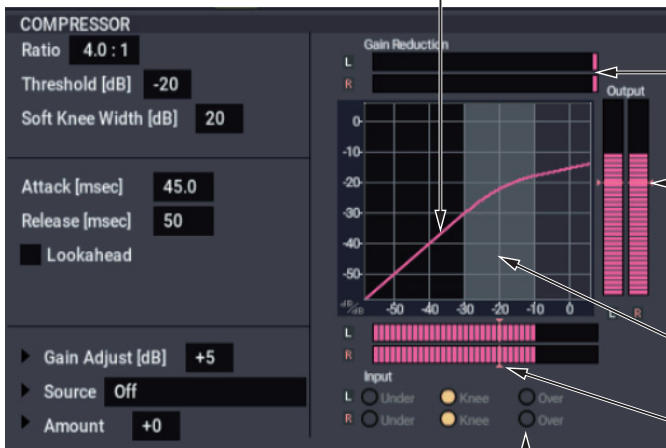 COMPRESSOR
Ratio 4.0 : 1
Threshold [dB] -20
Soft Knee Width [dB] 20
Attack [msec] 45.0
Release [msec] 50
Lookahead
Gain Adjust [dB] +5
Source Off
Amount +0
Gain Reduction
L
R
Output
0
-10
-20
-30
-40
-50
dB/dB -50 -40 -30 -20 -10 0
L R
L
R
Input
L Under Knee Over
R Under Knee Over